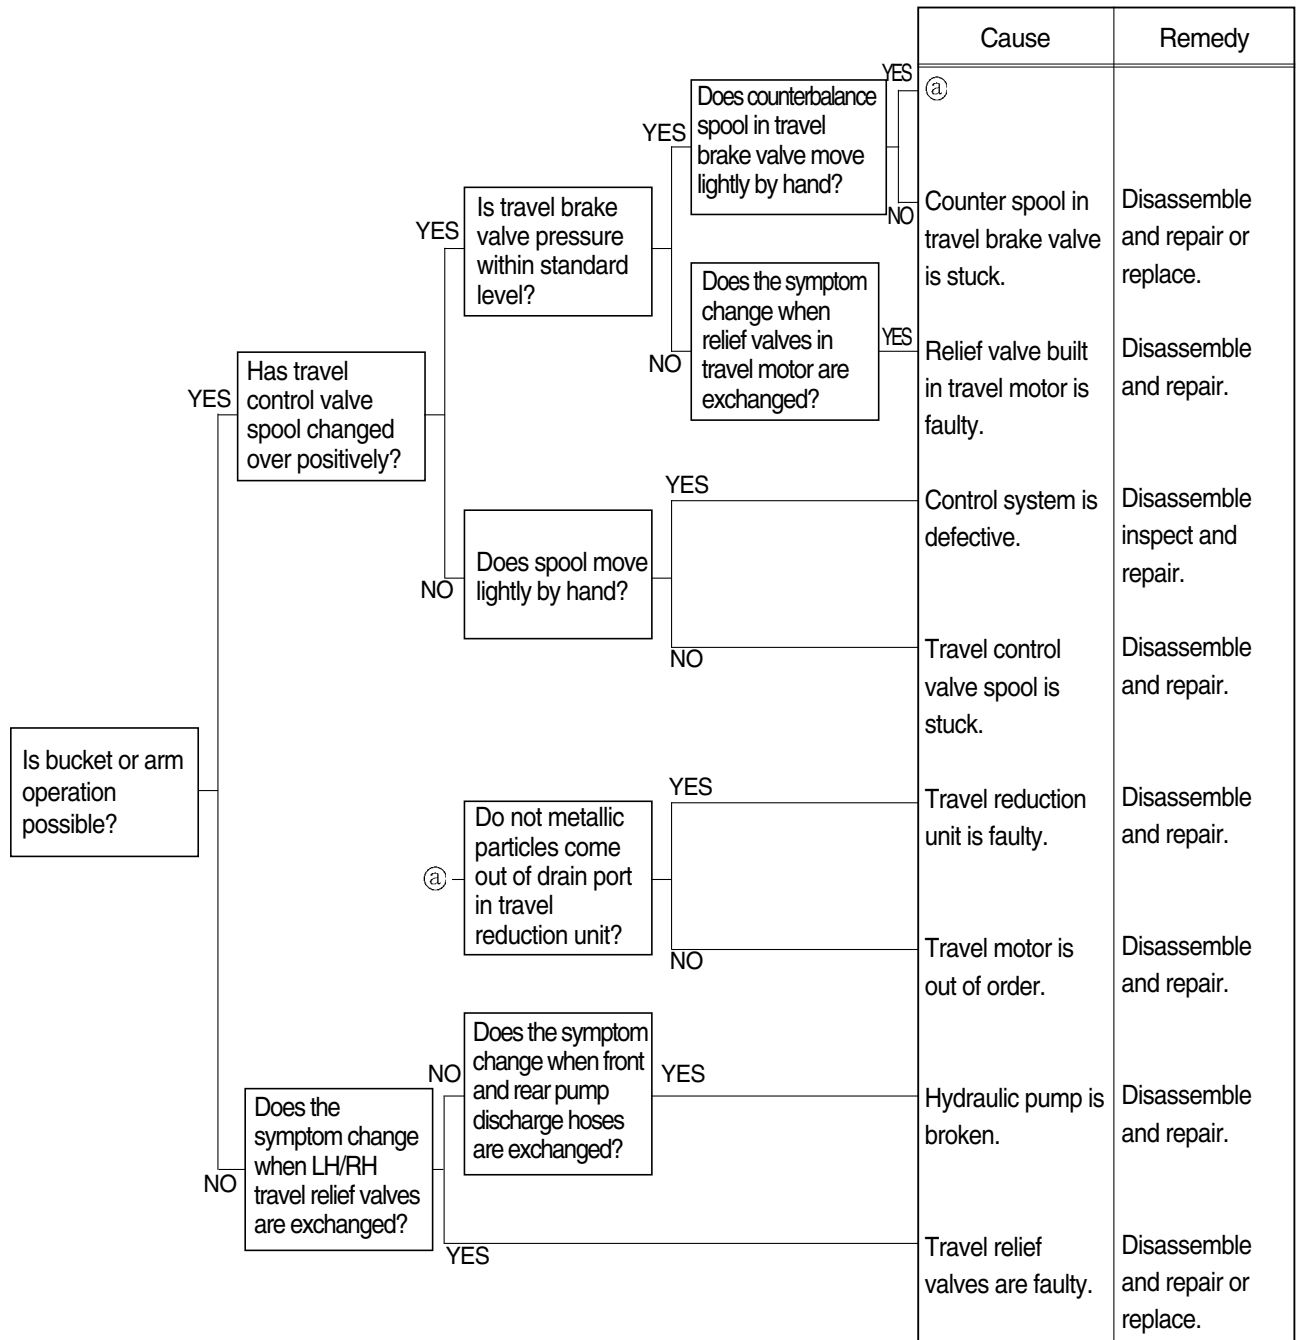 Cause
Remedy
Does counterbalance
spool in travel
brake valve move
lightly by hand?
YES
ⓐ
NO
Counter spool in
travel brake valve
is stuck.
Disassemble
and repair or
replace.
YES
Is travel brake
valve pressure
within standard
level?
YES
NO
Does the symptom
change when
relief valves in
travel motor are
exchanged?
YES
Relief valve built
in travel motor is
faulty.
Disassemble
and repair.
YES
Has travel
control valve
spool changed
over positively?
NO
Does spool move
lightly by hand?
YES
Control system is
defective.
Disassemble
inspect and
repair.
NO
Travel control
valve spool is
stuck.
Disassemble
and repair.
Is bucket or arm
operation
possible?
ⓐ
Do not metallic
particles come
out of drain port
in travel
reduction unit?
YES
Travel reduction
unit is faulty.
Disassemble
and repair.
NO
Travel motor is
out of order.
Disassemble
and repair.
NO
Does the
symptom change
when LH/RH
travel relief valves
are exchanged?
NO
Does the symptom
change when front
and rear pump
discharge hoses
are exchanged?
YES
Hydraulic pump is
broken.
Disassemble
and repair.
YES
Travel relief
valves are faulty.
Disassemble
and repair or
replace.